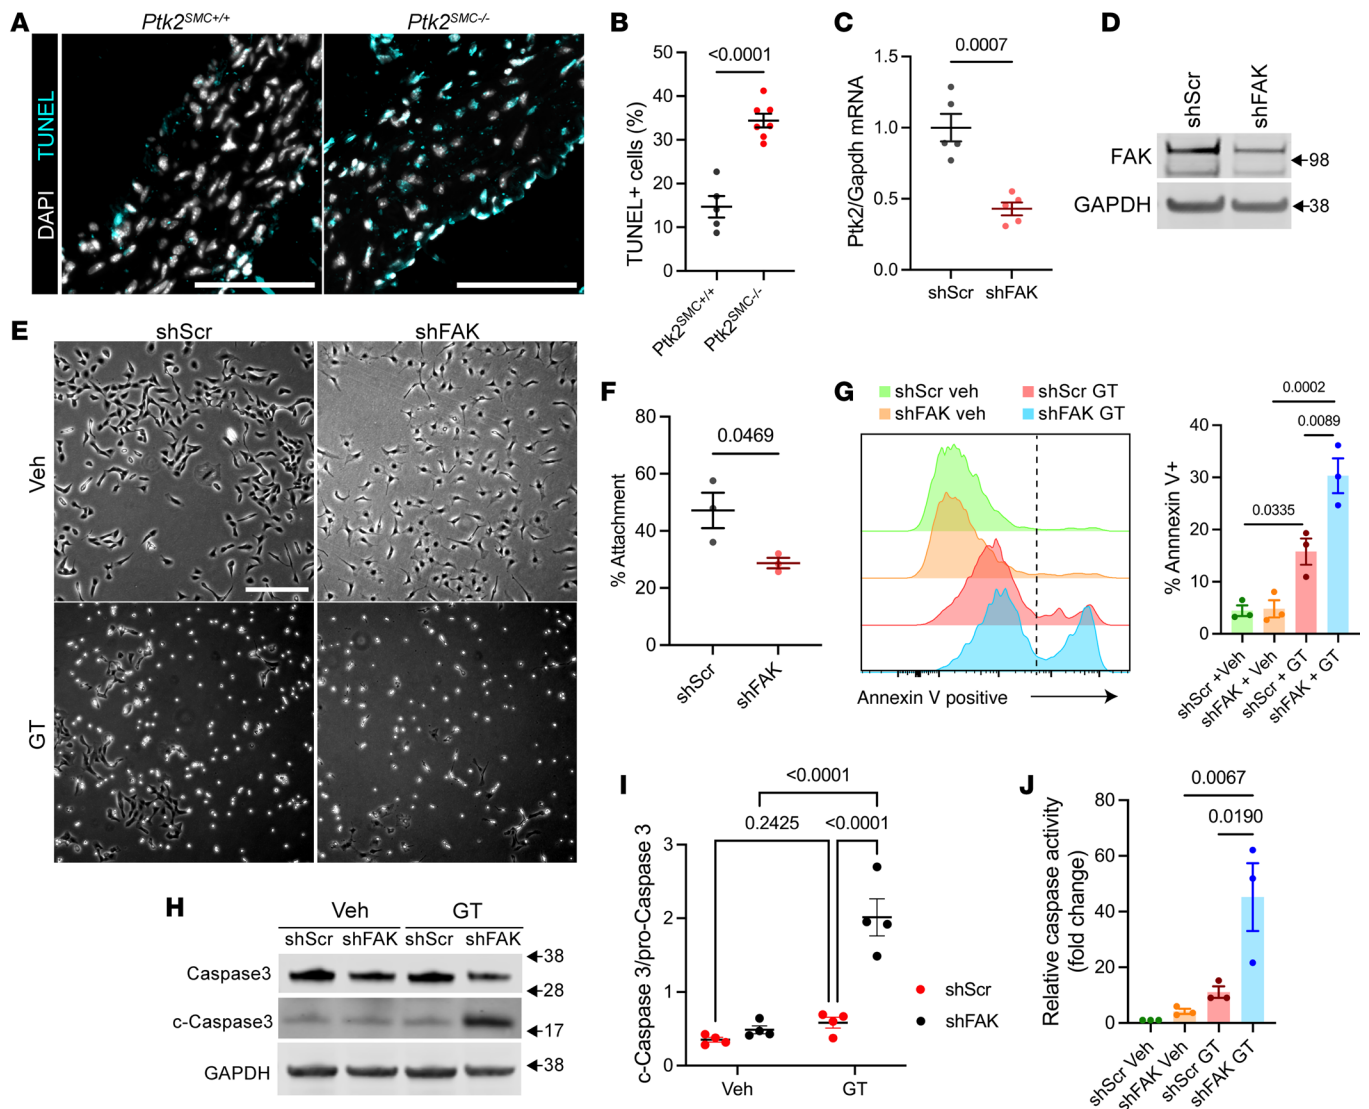 A
Ptk2SMC+/+
Ptk2SMC-/-
DAPI TUNEL
B
<0.0001
TUNEL+ cells (%)
50
40
30
20
10
0
Ptk2SMC+/+
Ptk2SMC-/-
C
0.0007
Ptk2/Gapdh mRNA
1.5
1.0
0.5
0.0
shScr shFAK
D
shScr shFAK
FAK
98
GAPDH
38
E
shScr shFAK
Veh
GT
F
0.0469
% Attachment
80
60
40
20
0
shScr
shFAK
G
shScr veh shScr GT
shFAK veh shFAK GT
Annexin V positive
0.0002
0.0089
0.0335
% Annnexin V+
40
30
20
10
0
shScr +Veh
shFAK + Veh
shScr + GT
shFAK + GT
H
Veh GT
shScr shFAK shScr shFAK
Caspase3
38
28
c-Caspase3
17
GAPDH
38
I
<0.0001
0.2425 <0.0001
c-Caspase 3/pro-Caspase 3
3
2
1
0
Veh GT
shScr
shFAK
J
0.0067
0.0190
Relative caspase activity
(fold change)
80
60
40
20
0
shScr Veh
shFAK Veh
shScr GT
shFAK GT